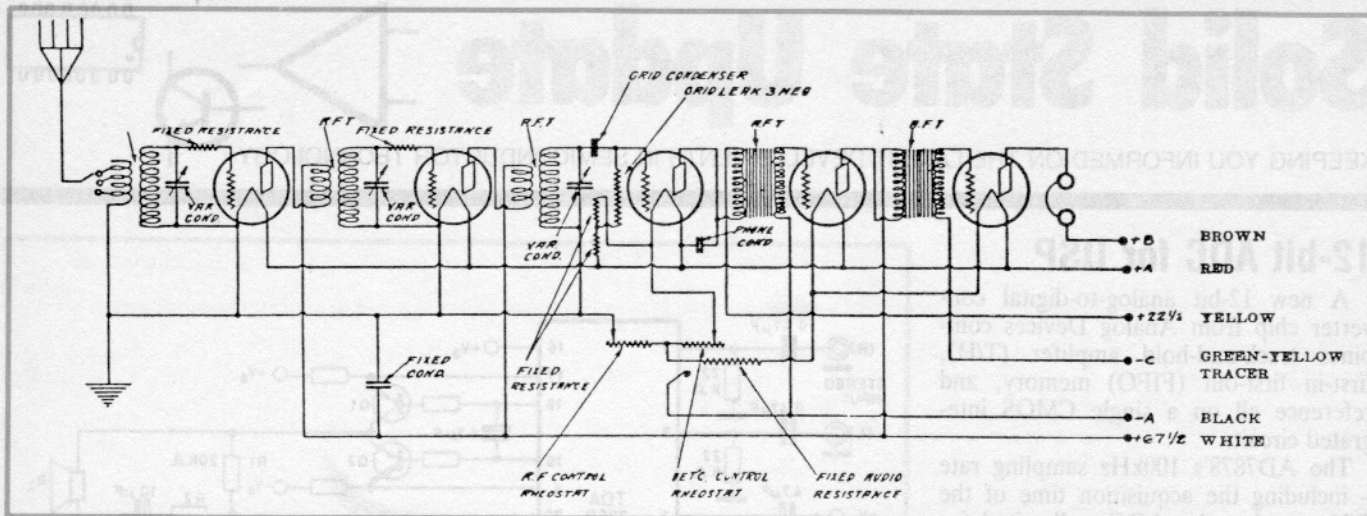 GRID CONDENSER
GRID LEAK 3 MEG
FIXED RESISTANCE
R.F.T
FIXED RESISTANCE
R.F.T
A.F.T
A.F.T
VAR COND
VAR COND
VAR. COND.
PHONE COND
FIXED COND
FIXED RESISTANCE
R.F CONTROL RHEOSTAT
DETC. CONTROL RHEOSTAT
FIXED AUDIO RESISTANCE
+B BROWN
+A RED
+22½ YELLOW
-C GREEN-YELLOW TRACER
-A BLACK
+67½ WHITE
Solid State Update
KEEPING YOU INFORMED ON THE
12-bit ADC for DSP
A new 12-bit analog-to-digital con-
verter chip from Analog Devices com-
first-in first-out (FIFO) memory, and
reference all on a single CMOS inte-
grated
The AD7878's 100kHz sampling rate
including the acquisition time of the